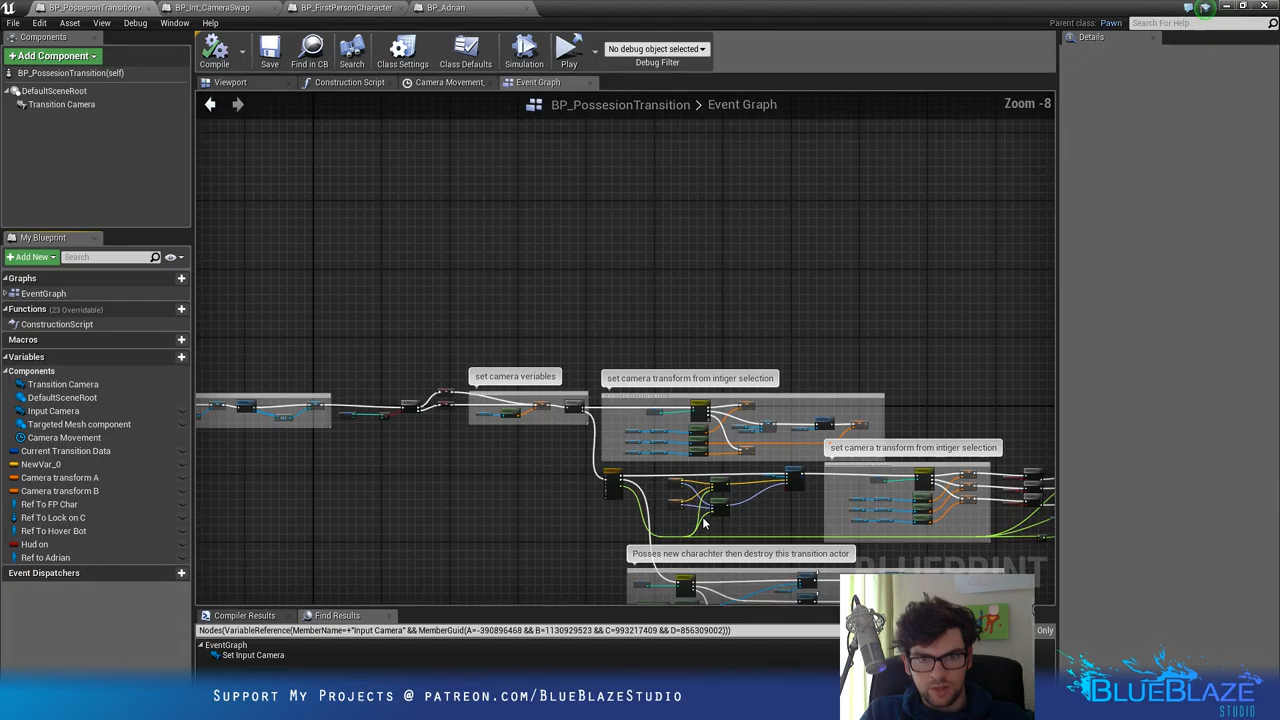 BP_PossesionTransition*
BP_Int_CameraSwap
BP_FirstPersonCharacter
BP_Adrian
File Edit Asset View Debug Window Help
Parent class: Pawn
Search For Help
Components
Add Component
BP_PossesionTransition(self)
DefaultSceneRoot
Transition Camera
Compile
Save
Find in CB
Search
Class Settings
Class Defaults
Simulation
Play
No debug object selected
Debug Filter
Details
Viewport
Construction Script
Camera Movement
Event Graph
BP_PossesionTransition > Event Graph
Zoom -8
My Blueprint
Add New
Search
Graphs
EventGraph
Functions (23 Overridable)
ConstructionScript
Macros
Variables
Components
Transition Camera
DefaultSceneRoot
Input Camera
Targeted Mesh component
Camera Movement
Current Transition Data
NewVar_0
Camera transform A
Camera transform B
Ref To FP Char
Ref To Lock on C
Ref To Hover Bot
Hud on
Ref to Adrian
Event Dispatchers
set camera veriables
set camera transform from intiger selection
set camera transform from intiger selection
Posses new charachter then destroy this transition actor
BLUEPRINT
Compiler Results
Find Results
Nodes(VariableReference(MemberName=+"Input Camera" && MemberGuid(A=-390896468 && B=1130929523 && C=993217409 && D=856309002)))
Only
EventGraph
Set Input Camera
Support My Projects @ patreon.com/BlueBlazeStudio
BLUEBLAZE
STUDIO